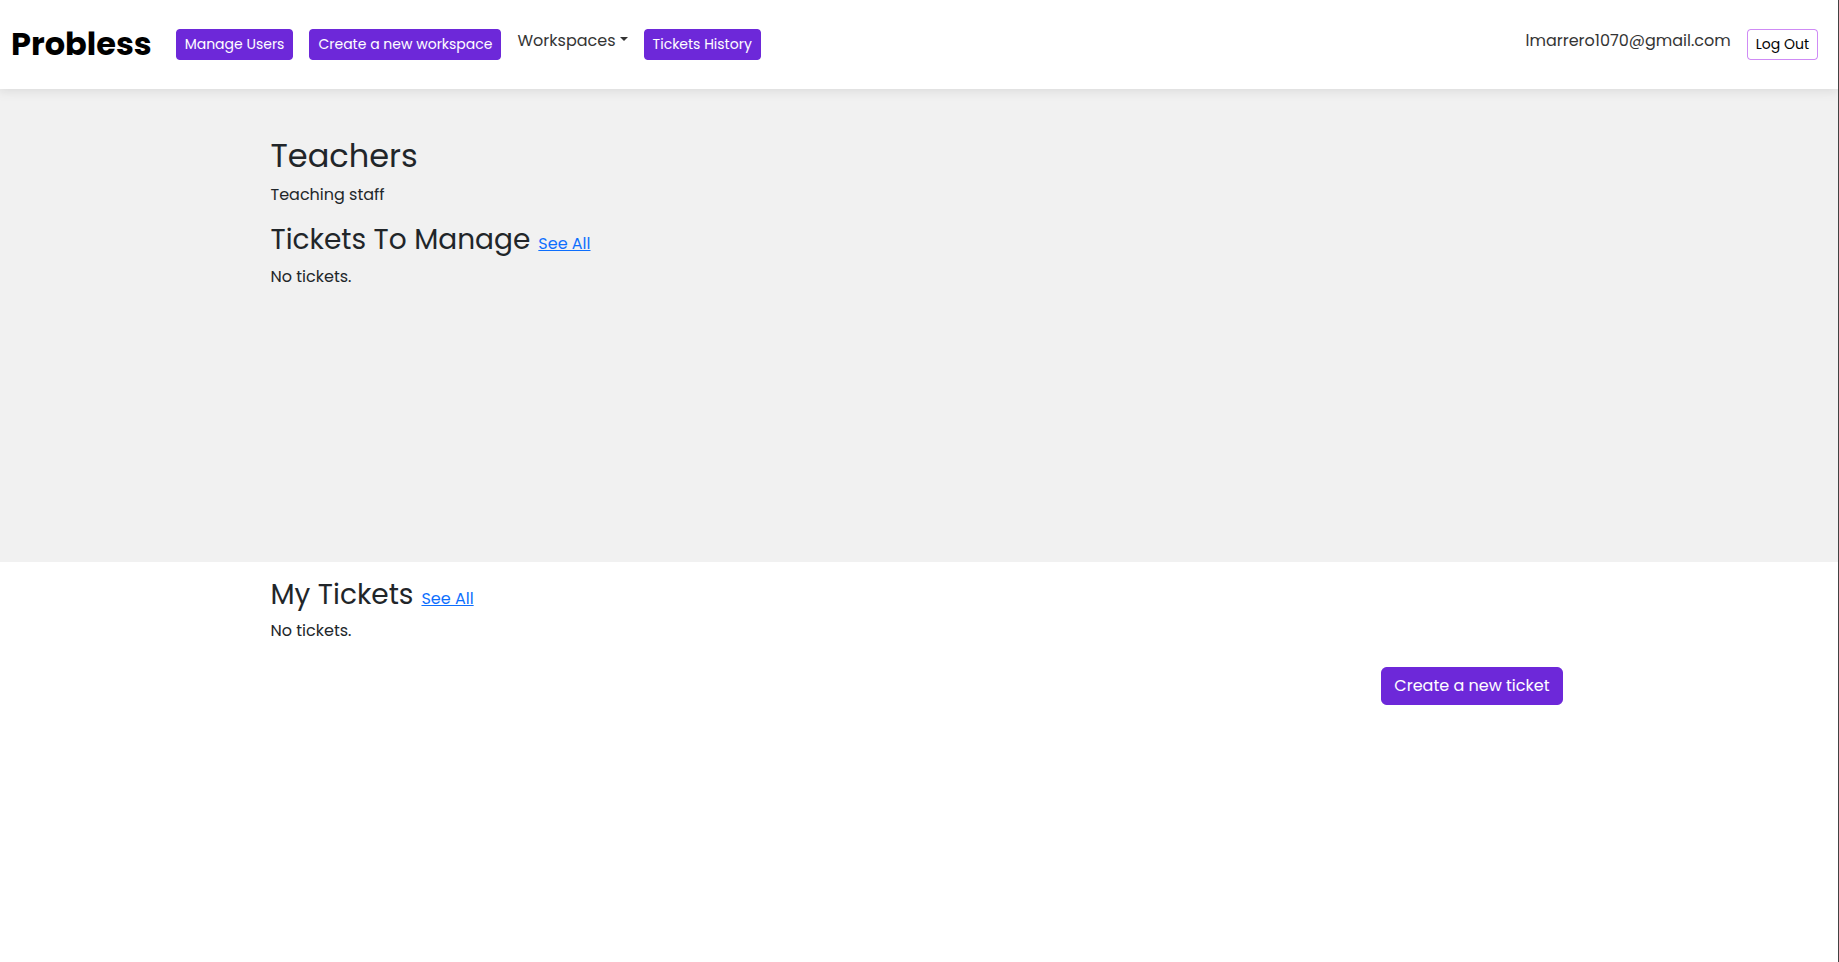 Probless
Manage Users
Create a new workspace
Workspaces
Tickets History
lmarrero1070@gmail.com
Log Out
Teachers
Teaching staff
Tickets To Manage See All
No tickets.
My Tickets See All
No tickets.
Create a new ticket